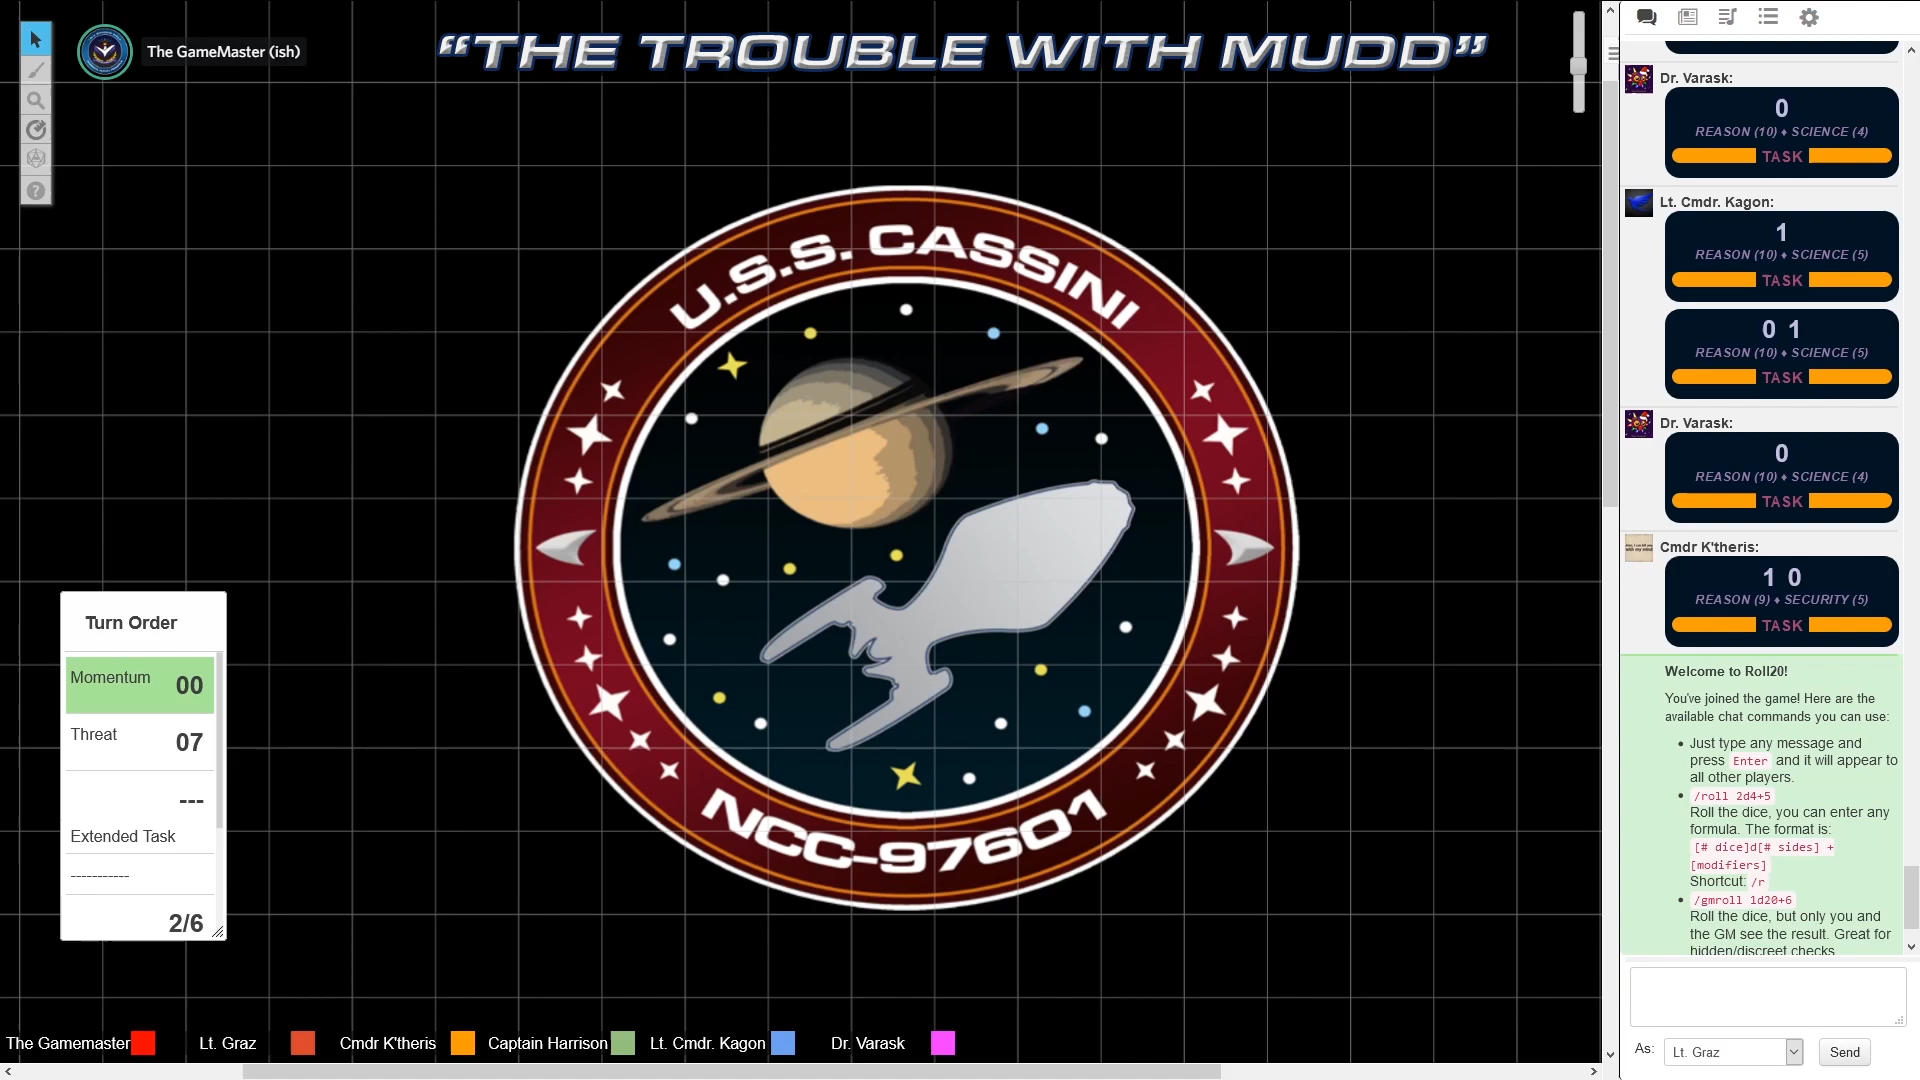 The GameMaster (ish)
“THE TROUBLE WITH MUDD”
U.S.S. CASSINI
NCC-97601
Turn Order
Momentum 00
Threat 07
---
Extended Task
-----------
2/6
The Gamemaster
Lt. Graz
Cmdr K'theris
Captain Harrison
Lt. Cmdr. Kagon
Dr. Varask
Dr. Varask:
0
REASON (10) ♦ SCIENCE (4)
TASK
Lt. Cmdr. Kagon:
1
REASON (10) ♦ SCIENCE (5)
TASK
0 1
REASON (10) ♦ SCIENCE (5)
TASK
Dr. Varask:
0
REASON (10) ♦ SCIENCE (4)
TASK
Cmdr K'theris:
1 0
REASON (9) ♦ SECURITY (5)
TASK
Welcome to Roll20!
You've joined the game! Here are the
available chat commands you can use:
• Just type any message and
press Enter and it will appear to
all other players.
• /roll 2d4+5
Roll the dice, you can enter any
formula. The format is:
[# dice]d[# sides] +
[modifiers]
Shortcut: /r
• /gmroll 1d20+6
Roll the dice, but only you and
the GM see the result. Great for
hidden/discreet checks
As: Lt. Graz Send